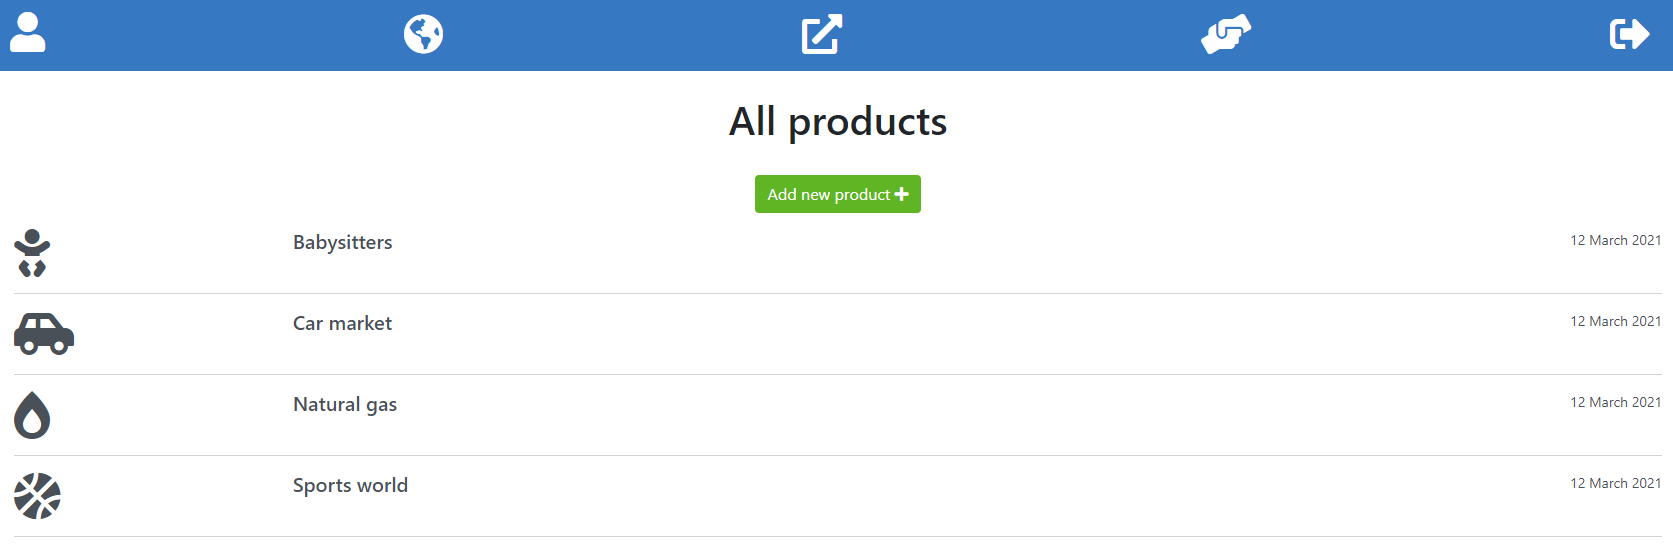 All products
Add new product
Babysitters
12 March 2021
Car market
12 March 2021
Natural gas
12 March 2021
Sports world
12 March 2021